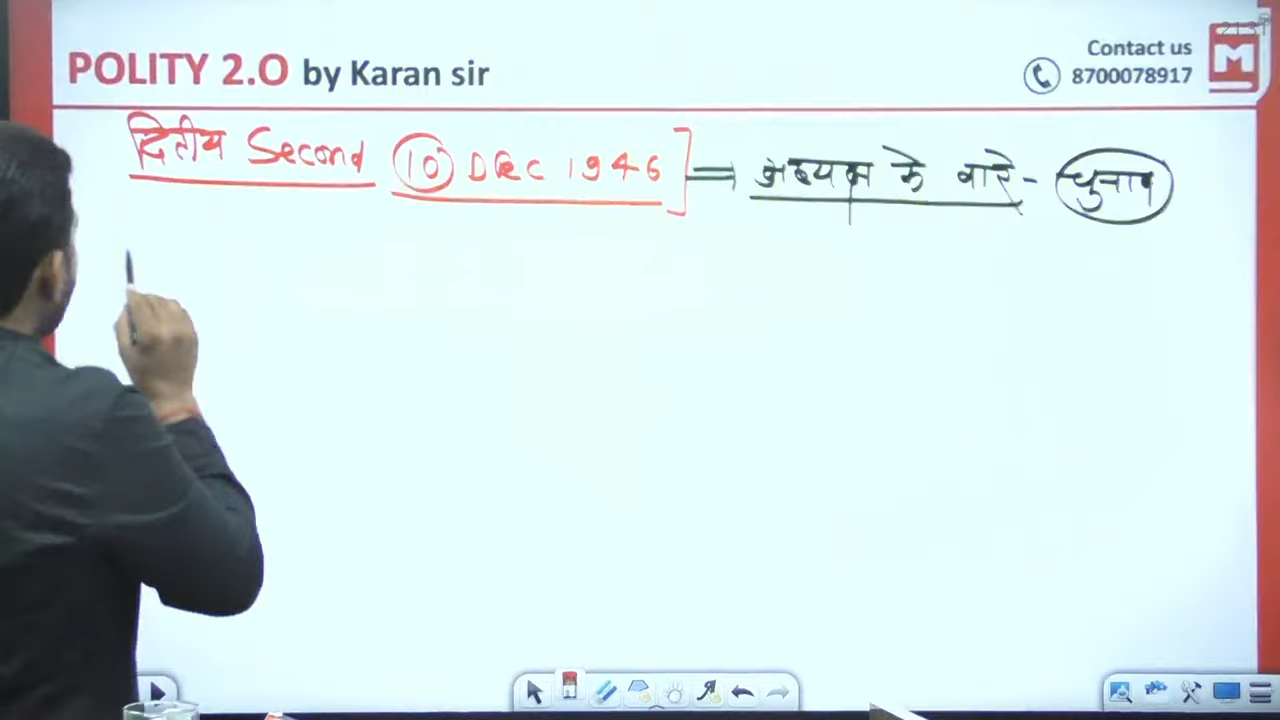 POLITY 2.O by Karan sir
Contact us
8700078917
M
द्वितीय Second 10 Dec 1946 ] ⇒ अध्यक्ष के बारे - चुनाव